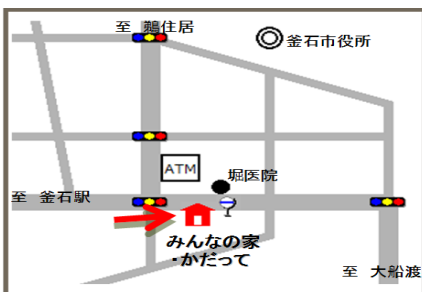 至 鵜住居
釜石市役所
ATM
堀医院
至 釜石駅
みんなの家
・かだって
至 大船渡